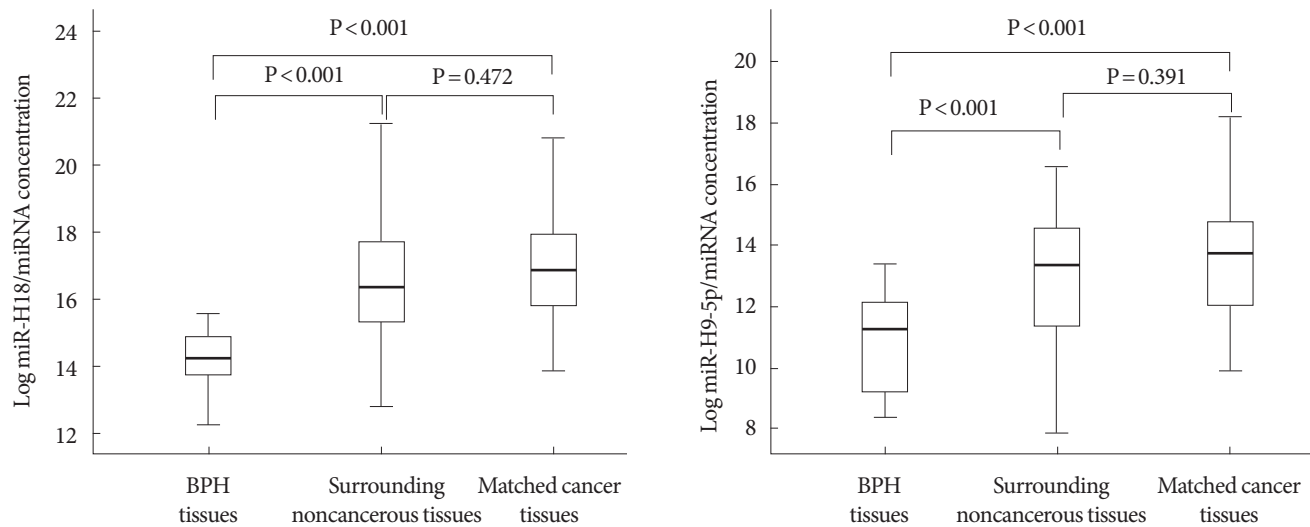 Log miR-H18/miRNA concentration
24
22
20
18
16
14
12
P<0.001
P<0.001
P=0.472
BPH
tissues
Surrounding
noncancerous tissues
Matched cancer
tissues
Log miR-H9-5p/miRNA concentration
20
18
16
14
12
10
8
P<0.001
P=0.391
P<0.001
BPH
tissues
Surrounding
noncancerous tissues
Matched cancer
tissues